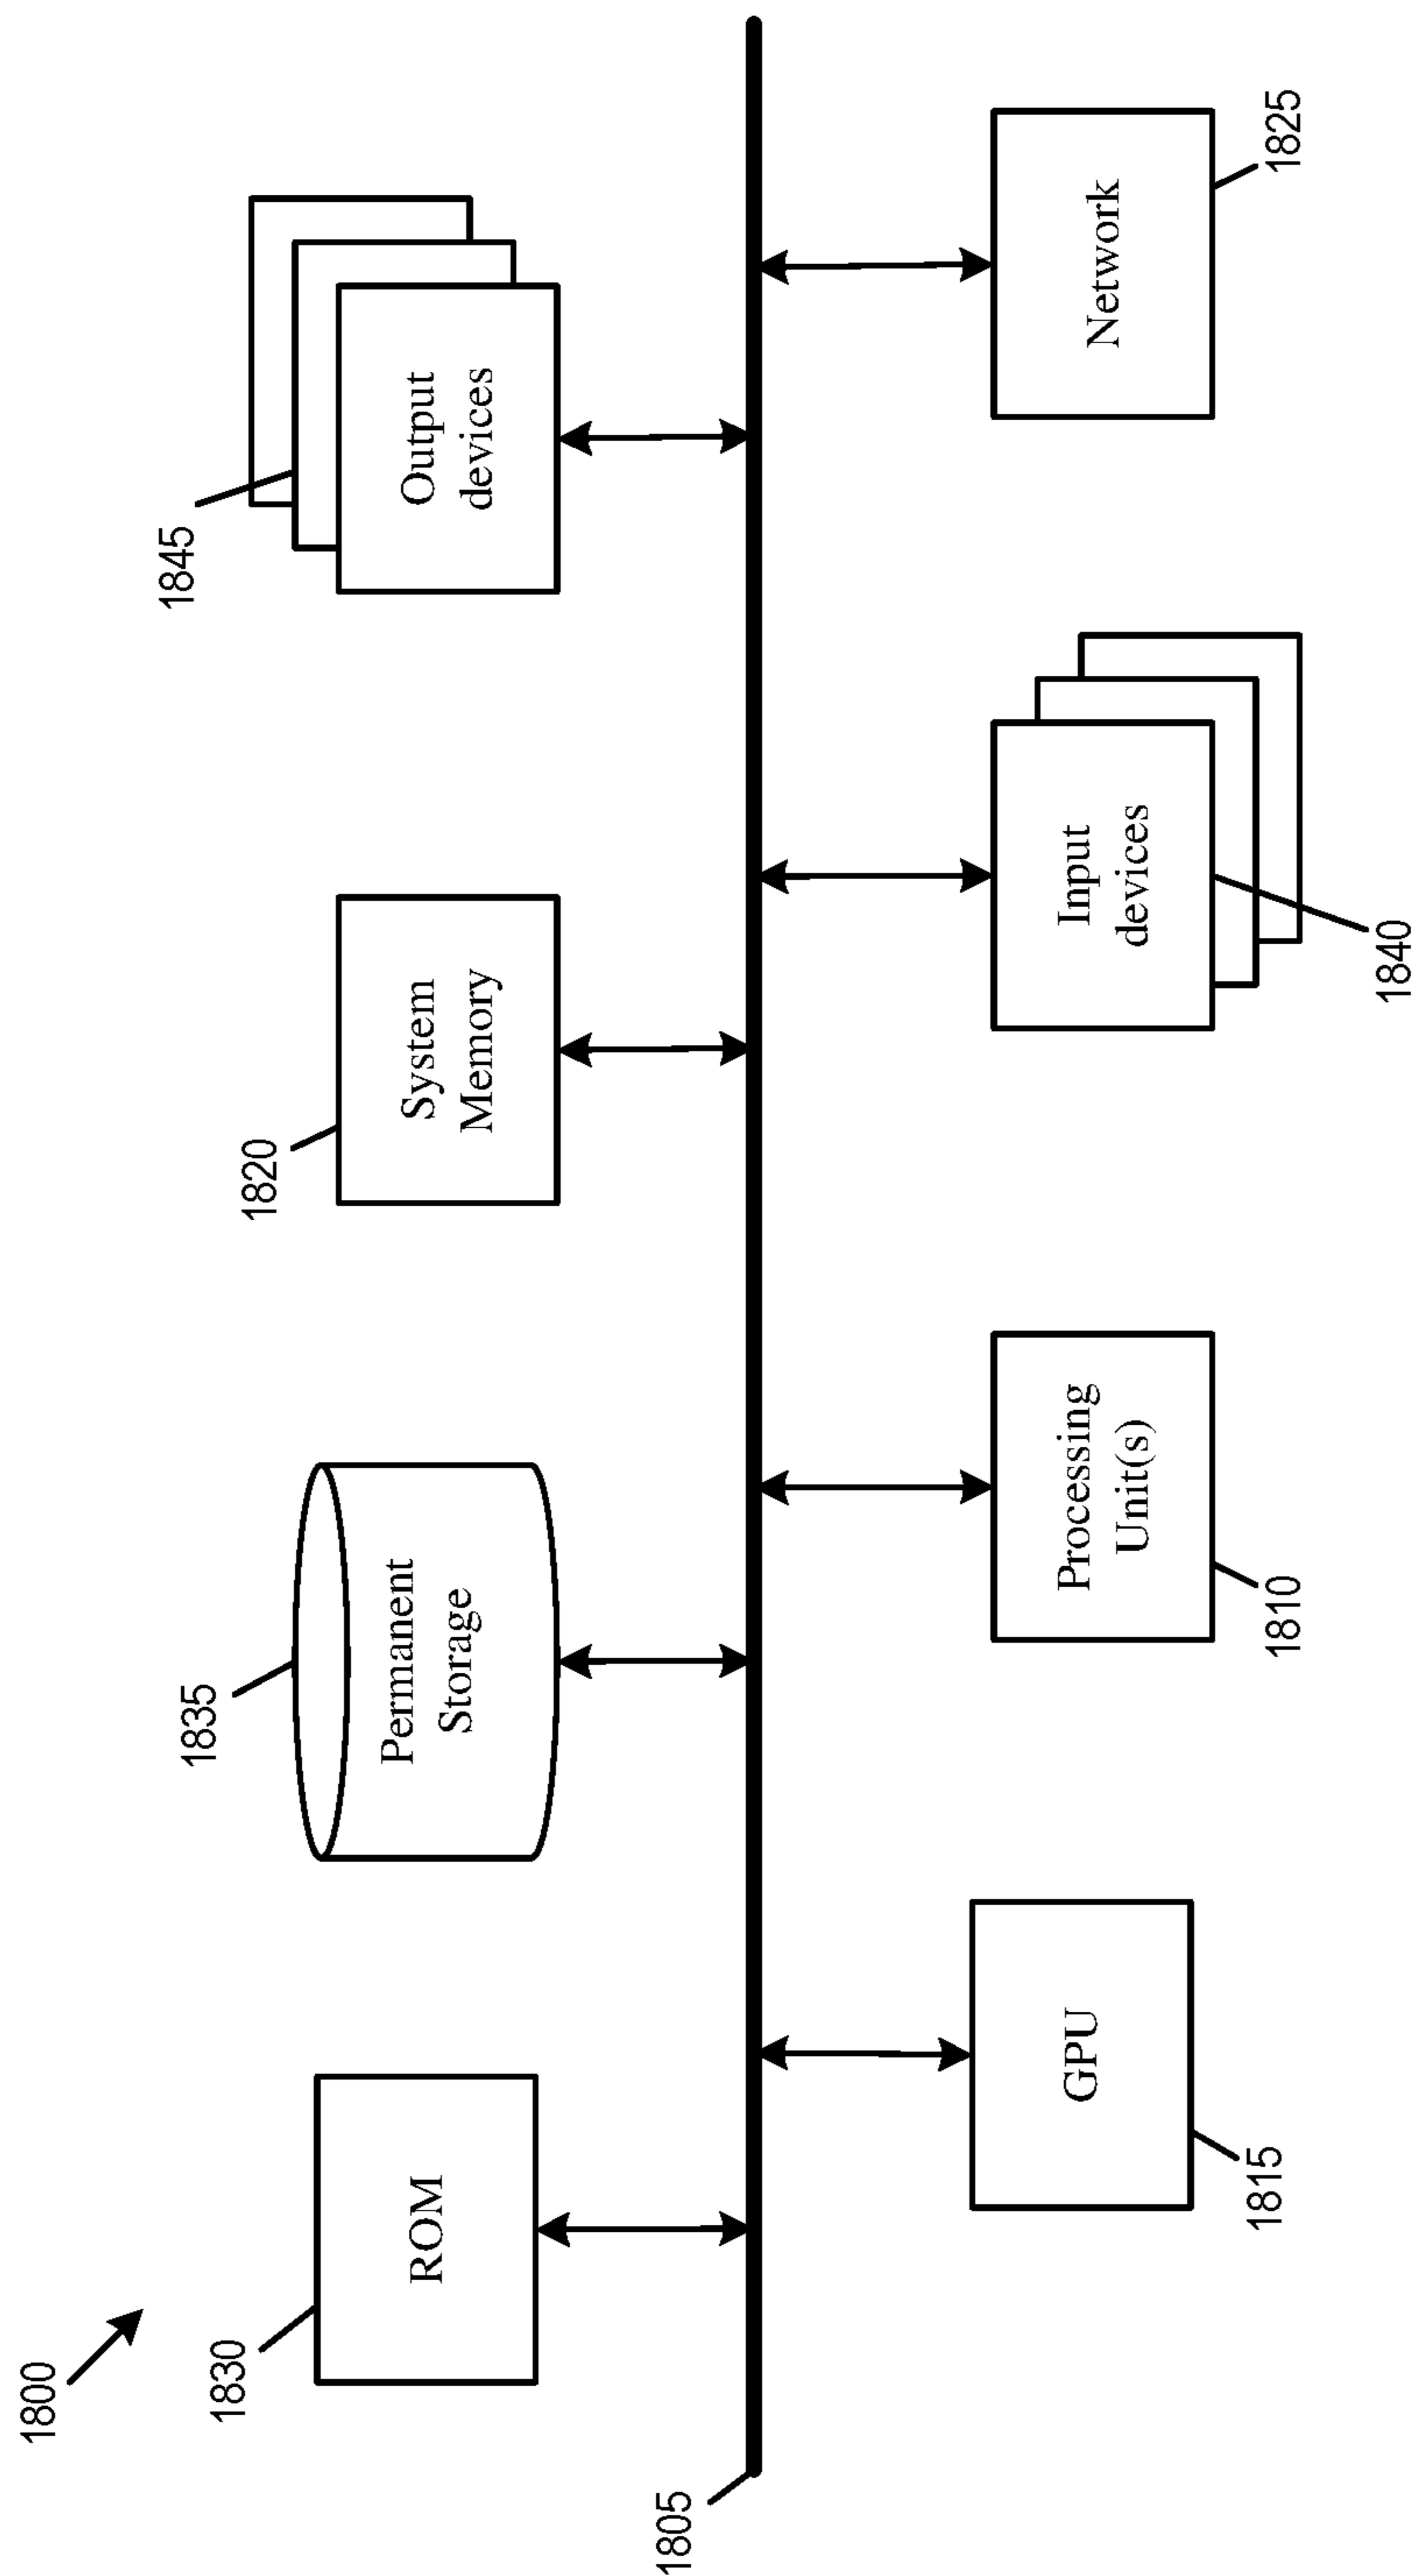 1800
1830
ROM
1835
Permanent
Storage
1820
System
Memory
1845
Output
devices
1805
GPU
1815
Processing
Unit(s)
1810
Input
devices
1840
Network
1825